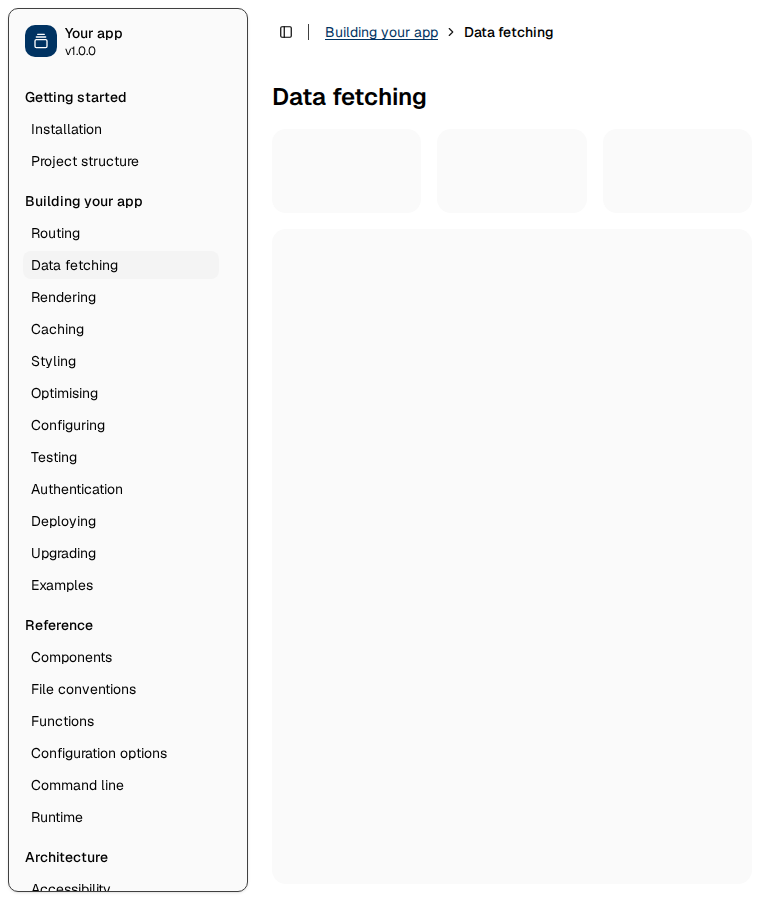 Your app
v1.0.0
Getting started
Installation
Project structure
Building your app
Routing
Data fetching
Rendering
Caching
Styling
Optimising
Configuring
Testing
Authentication
Deploying
Upgrading
Examples
Reference
Components
File conventions
Functions
Configuration options
Command line
Runtime
Architecture
Accessibility
Building your app > Data fetching
Data fetching